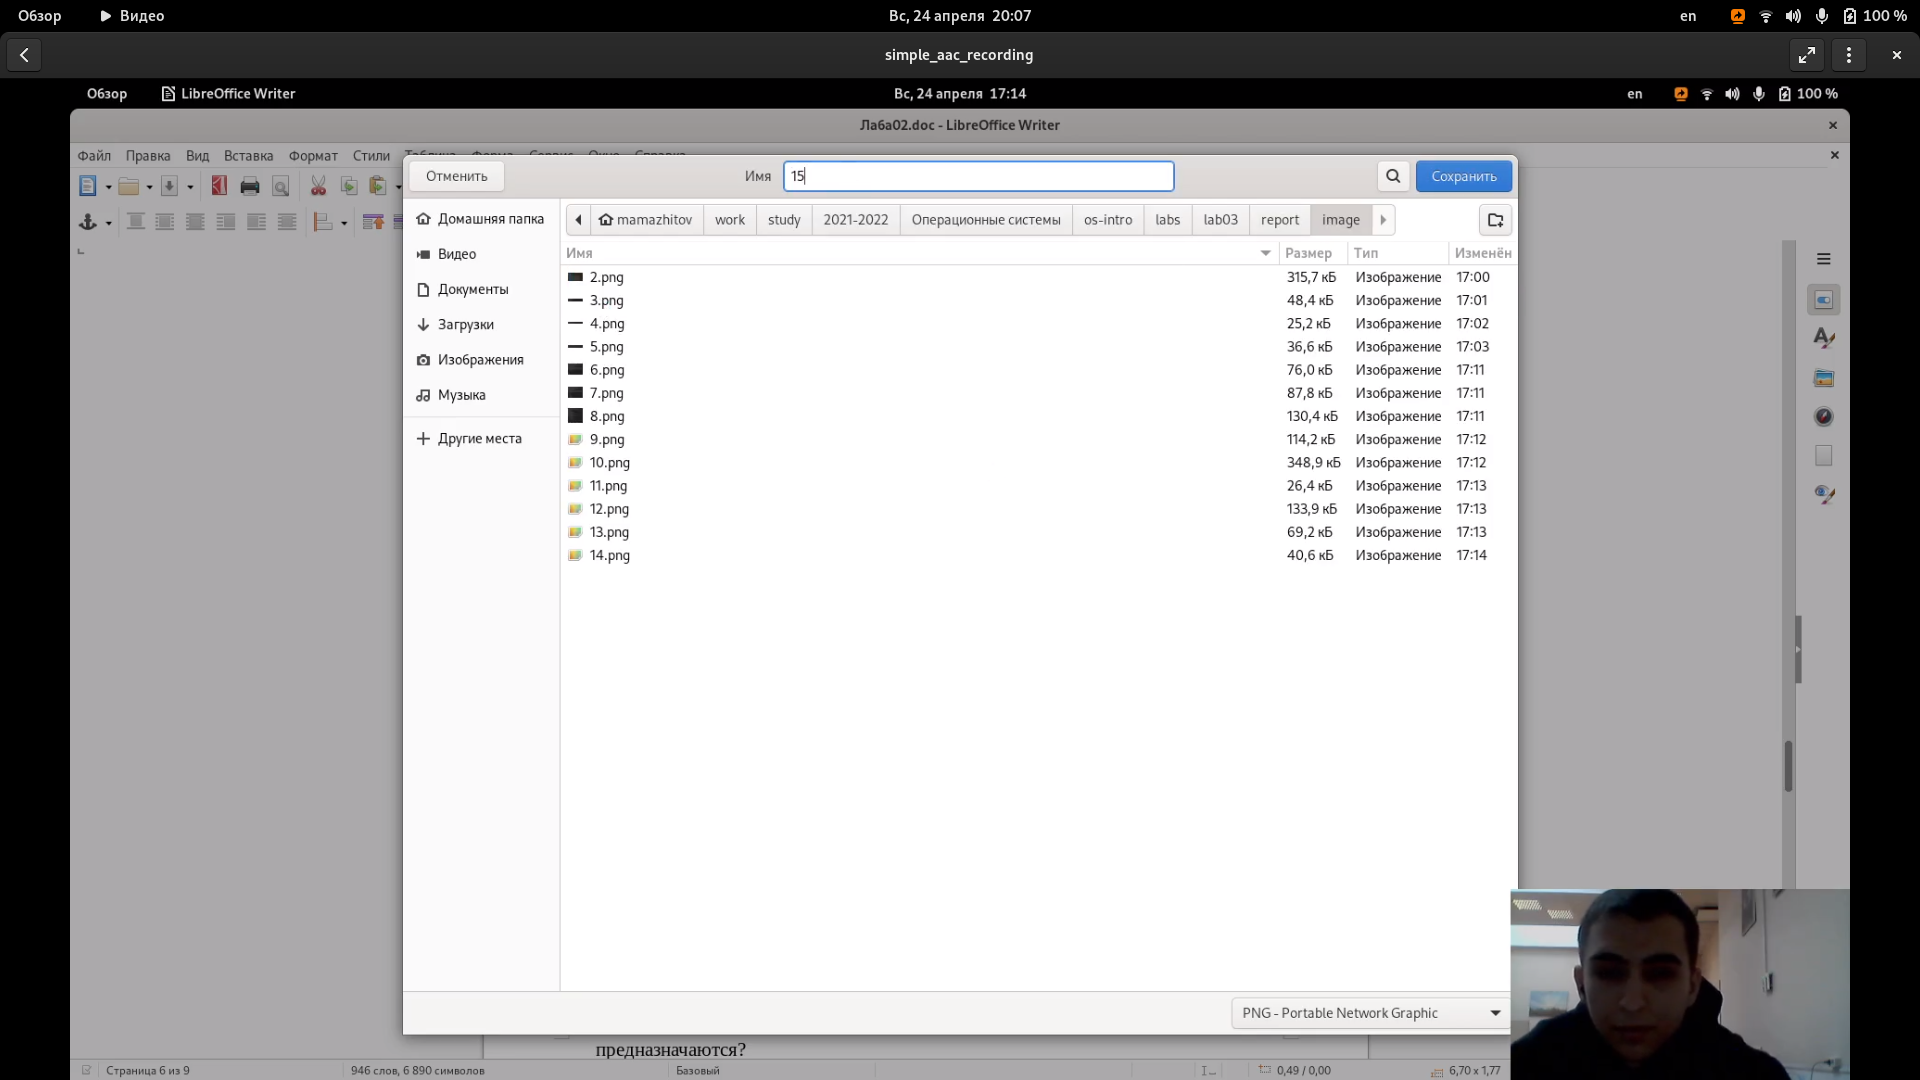 Обзор Видео Вс, 24 апреля 20:07 en 100 %
simple_aac_recording
Обзор LibreOffice Writer Вс, 24 апреля 17:14 en 100 %
Лаба02.doc - LibreOffice Writer
Файл Правка Вид Вставка Формат Стили Таблица Форма Сервис Окно Справка
Отменить Имя 15 Сохранить
Домашняя папка
Видео
Документы
Загрузки
Изображения
Музыка
Другие места
mamazhitov work study 2021-2022 Операционные системы os-intro labs lab03 report image
Имя Размер Тип Изменён
2.png 315,7 кБ Изображение 17:00
3.png 48,4 кБ Изображение 17:01
4.png 25,2 кБ Изображение 17:02
5.png 36,6 кБ Изображение 17:03
6.png 76,0 кБ Изображение 17:11
7.png 87,8 кБ Изображение 17:11
8.png 130,4 кБ Изображение 17:11
9.png 114,2 кБ Изображение 17:12
10.png 348,9 кБ Изображение 17:12
11.png 26,4 кБ Изображение 17:13
12.png 133,9 кБ Изображение 17:13
13.png 69,2 кБ Изображение 17:13
14.png 40,6 кБ Изображение 17:14
PNG - Portable Network Graphic
предназначаются?
Страница 6 из 9 946 слов, 6 890 символов Базовый 0,49 / 0,00 6,70 x 1,77